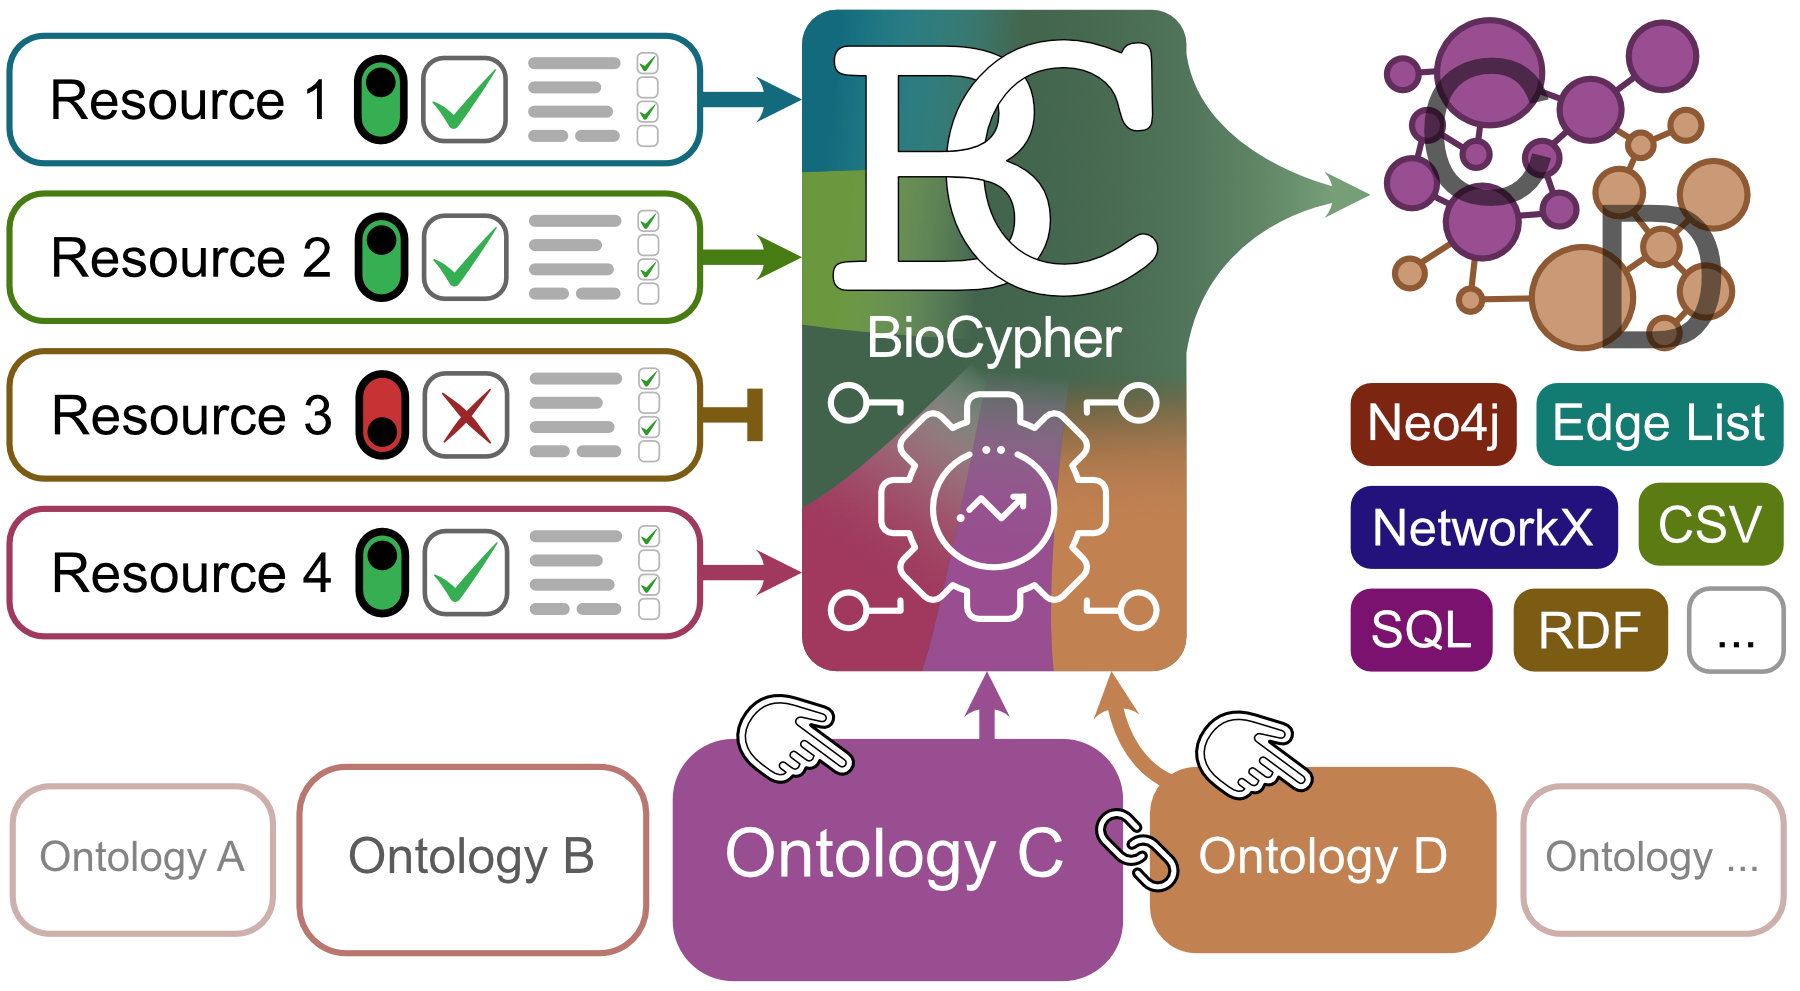 Resource 1
Resource 2
Resource 3
Resource 4
BC
BioCypher
C
D
Neo4j
Edge List
NetworkX
CSV
SQL
RDF
...
Ontology A
Ontology B
Ontology C
Ontology D
Ontology ...